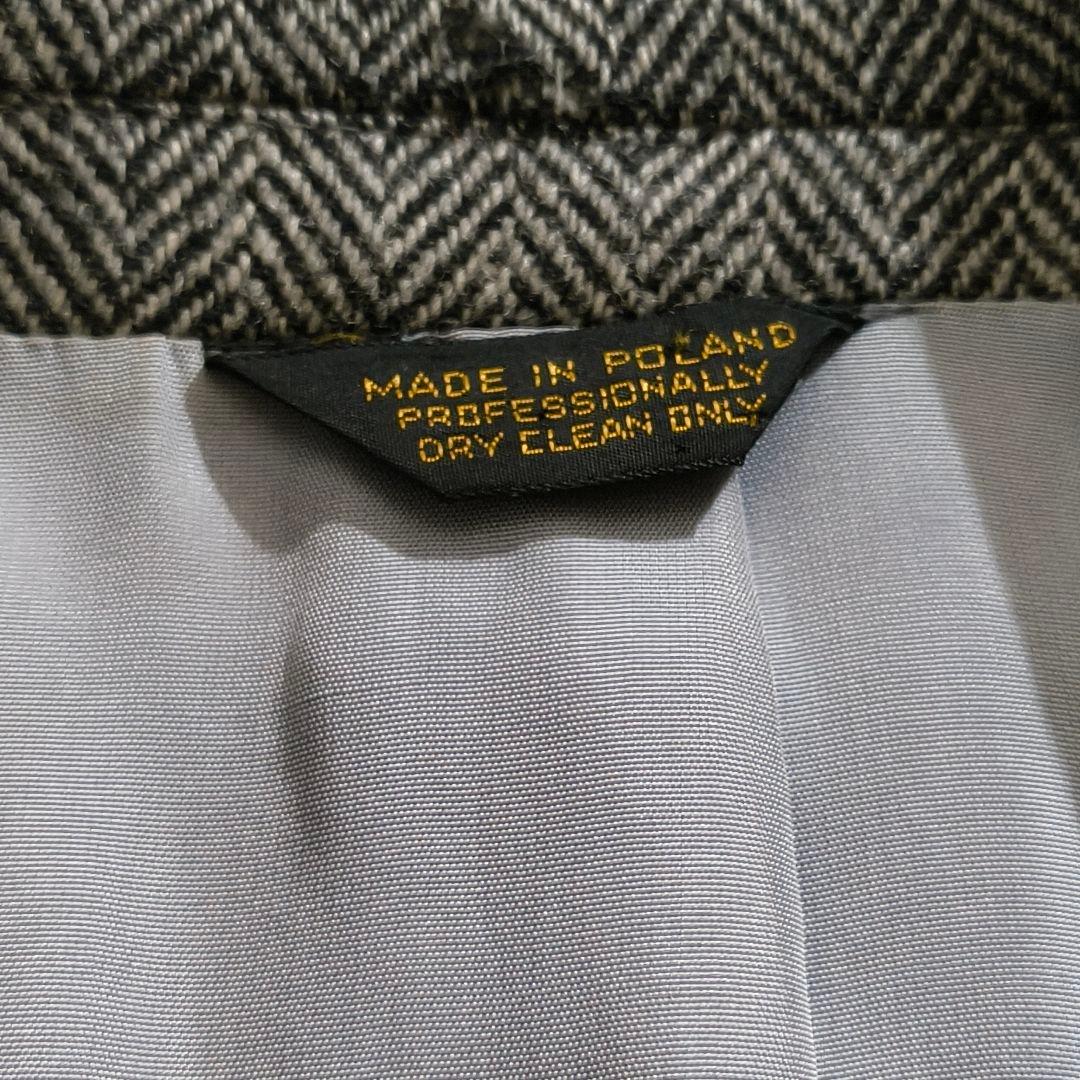 MADE IN POLAND
PROFESSIONALLY
DRY CLEAN ONLY